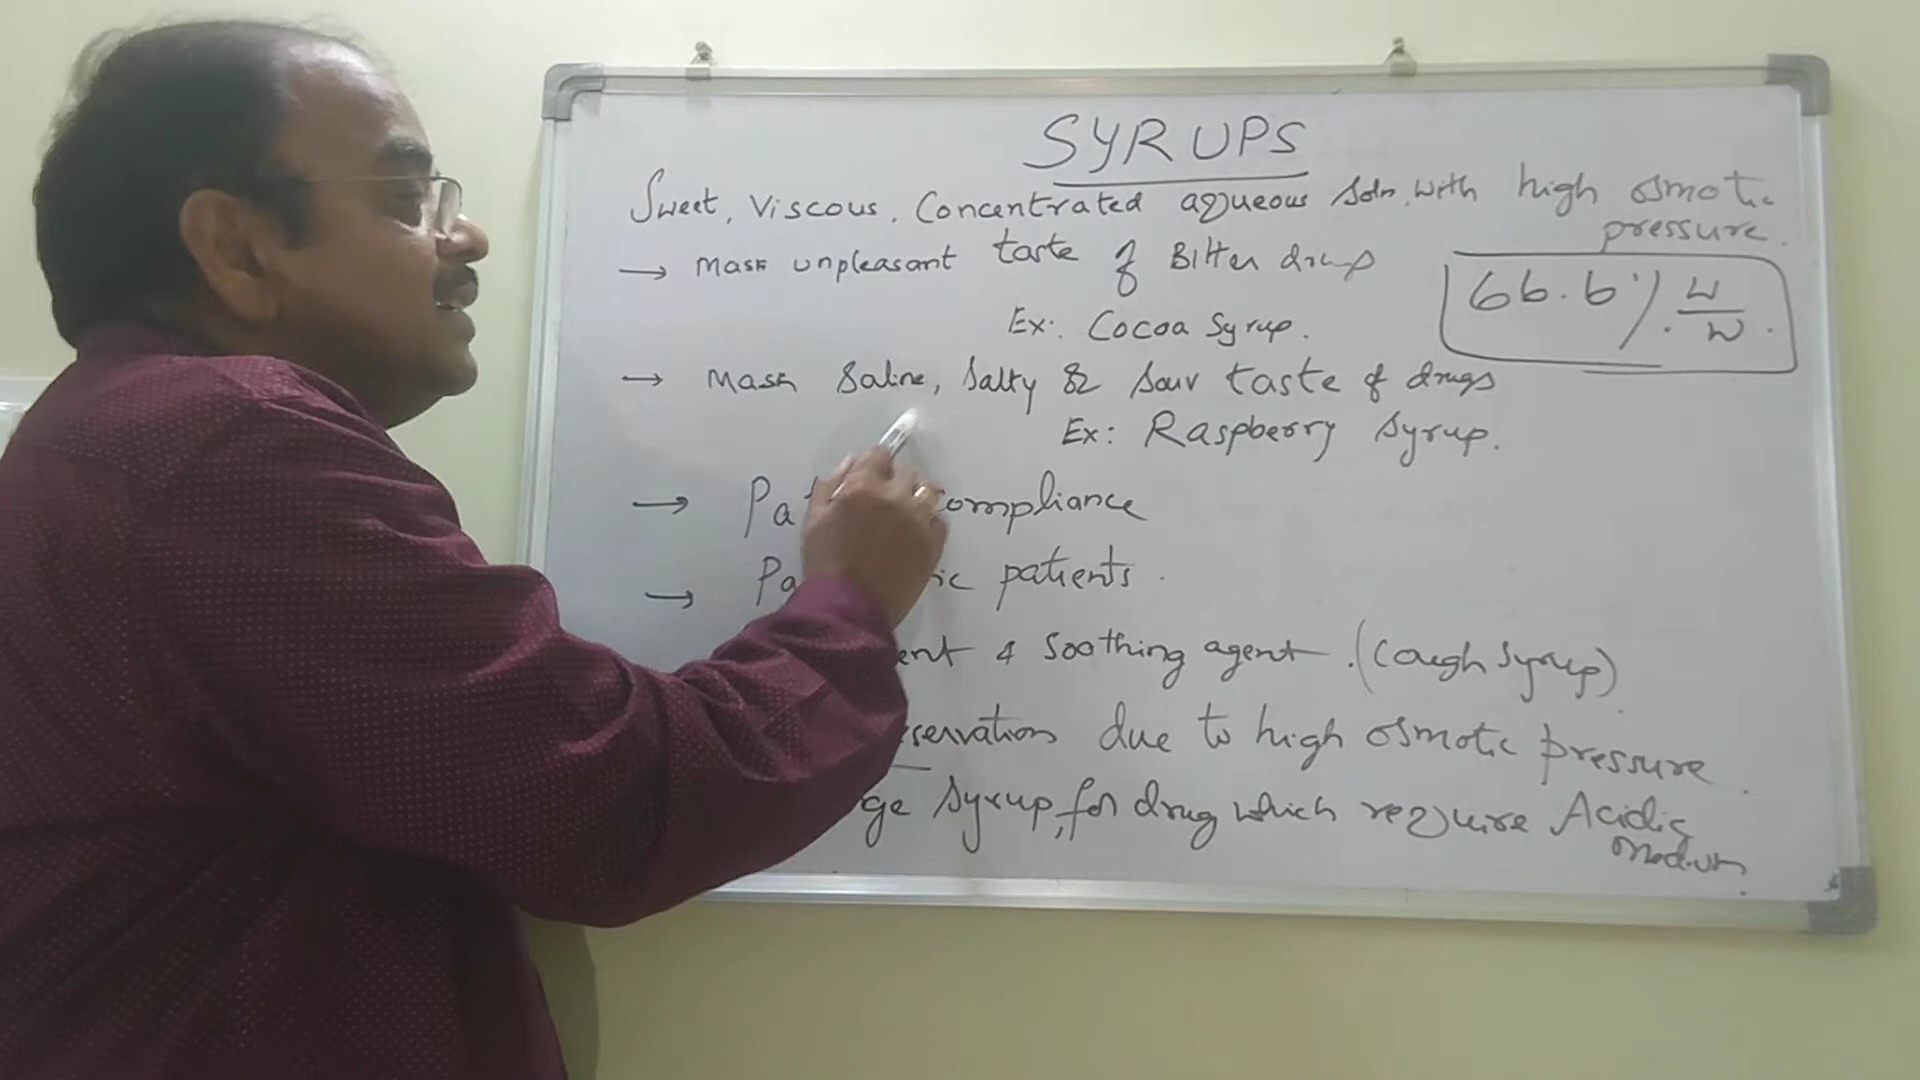 SYRUPS
Sweet, Viscous, Concentrated aqueous soln. with high osmotic pressure.
→ Mask unpleasant taste of Bitter drug
66.6% w/w.
Ex: Cocoa Syrup.
→ Mask Saline, Salty & Sour taste of drugs
Ex: Raspberry Syrup.
→ Pa compliance
→ Pa ic patients.
ent & Soothing agent. (Cough Syrup)
servation due to high osmotic pressure.
ge Syrup, for drug which require Acidic Medium.